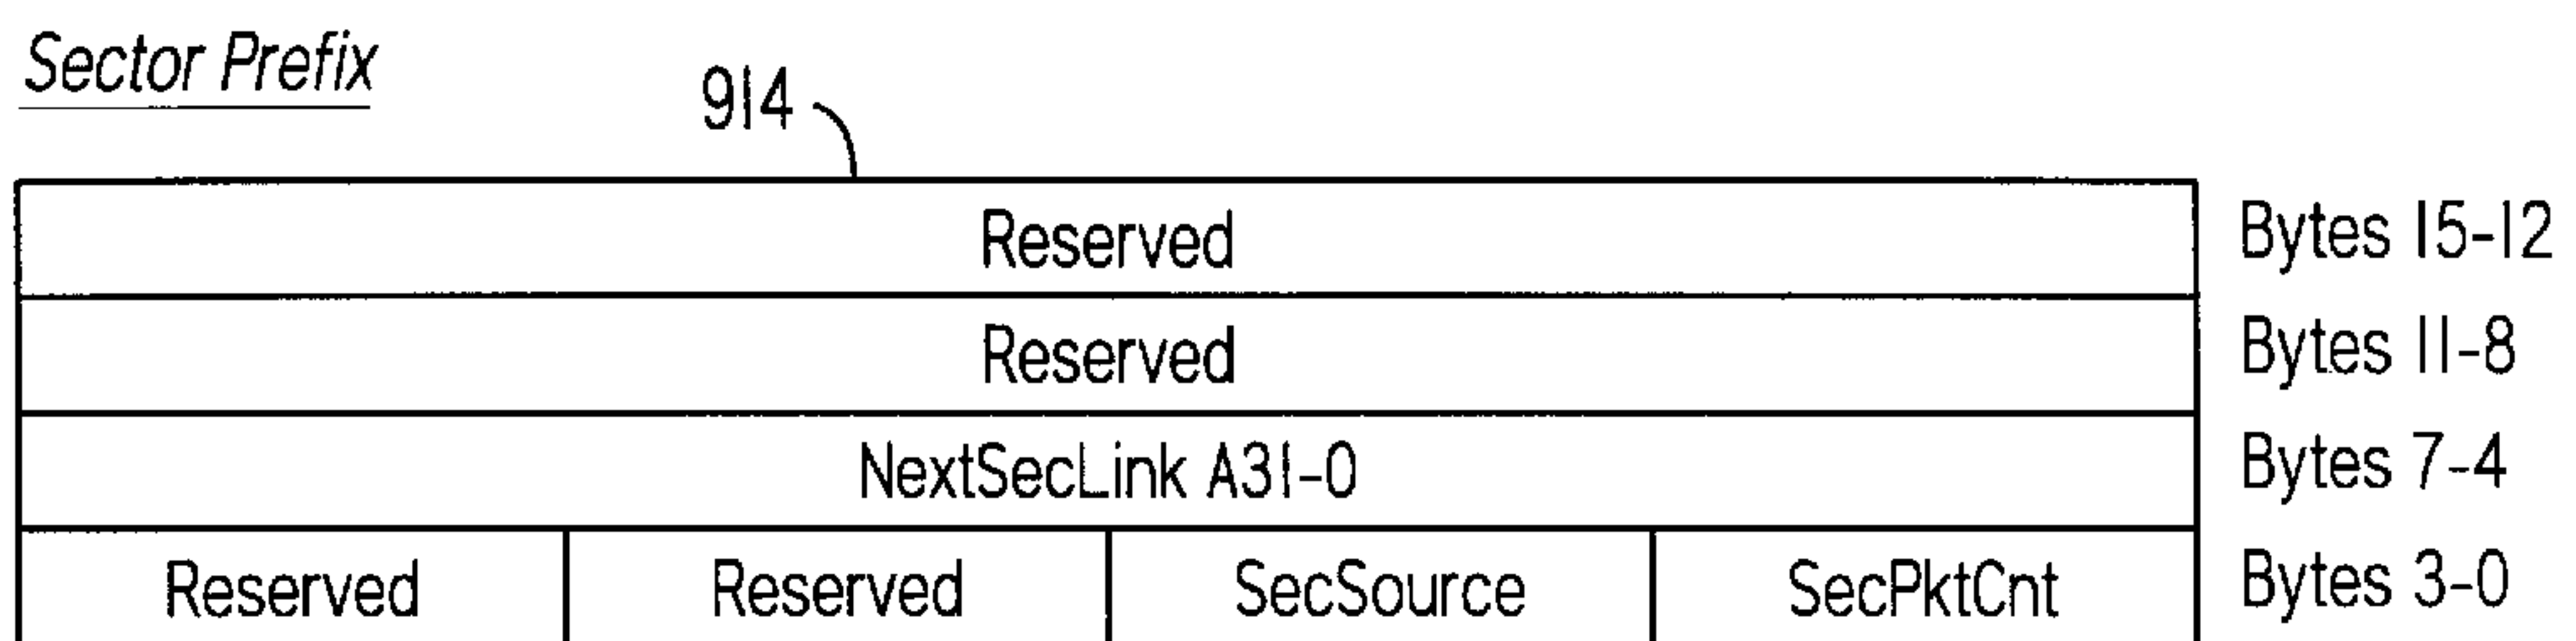 Sector Prefix
914
Reserved Bytes 15-12
Reserved Bytes 11-8
NextSecLink A31-0 Bytes 7-4
Reserved Reserved SecSource SecPktCnt Bytes 3-0